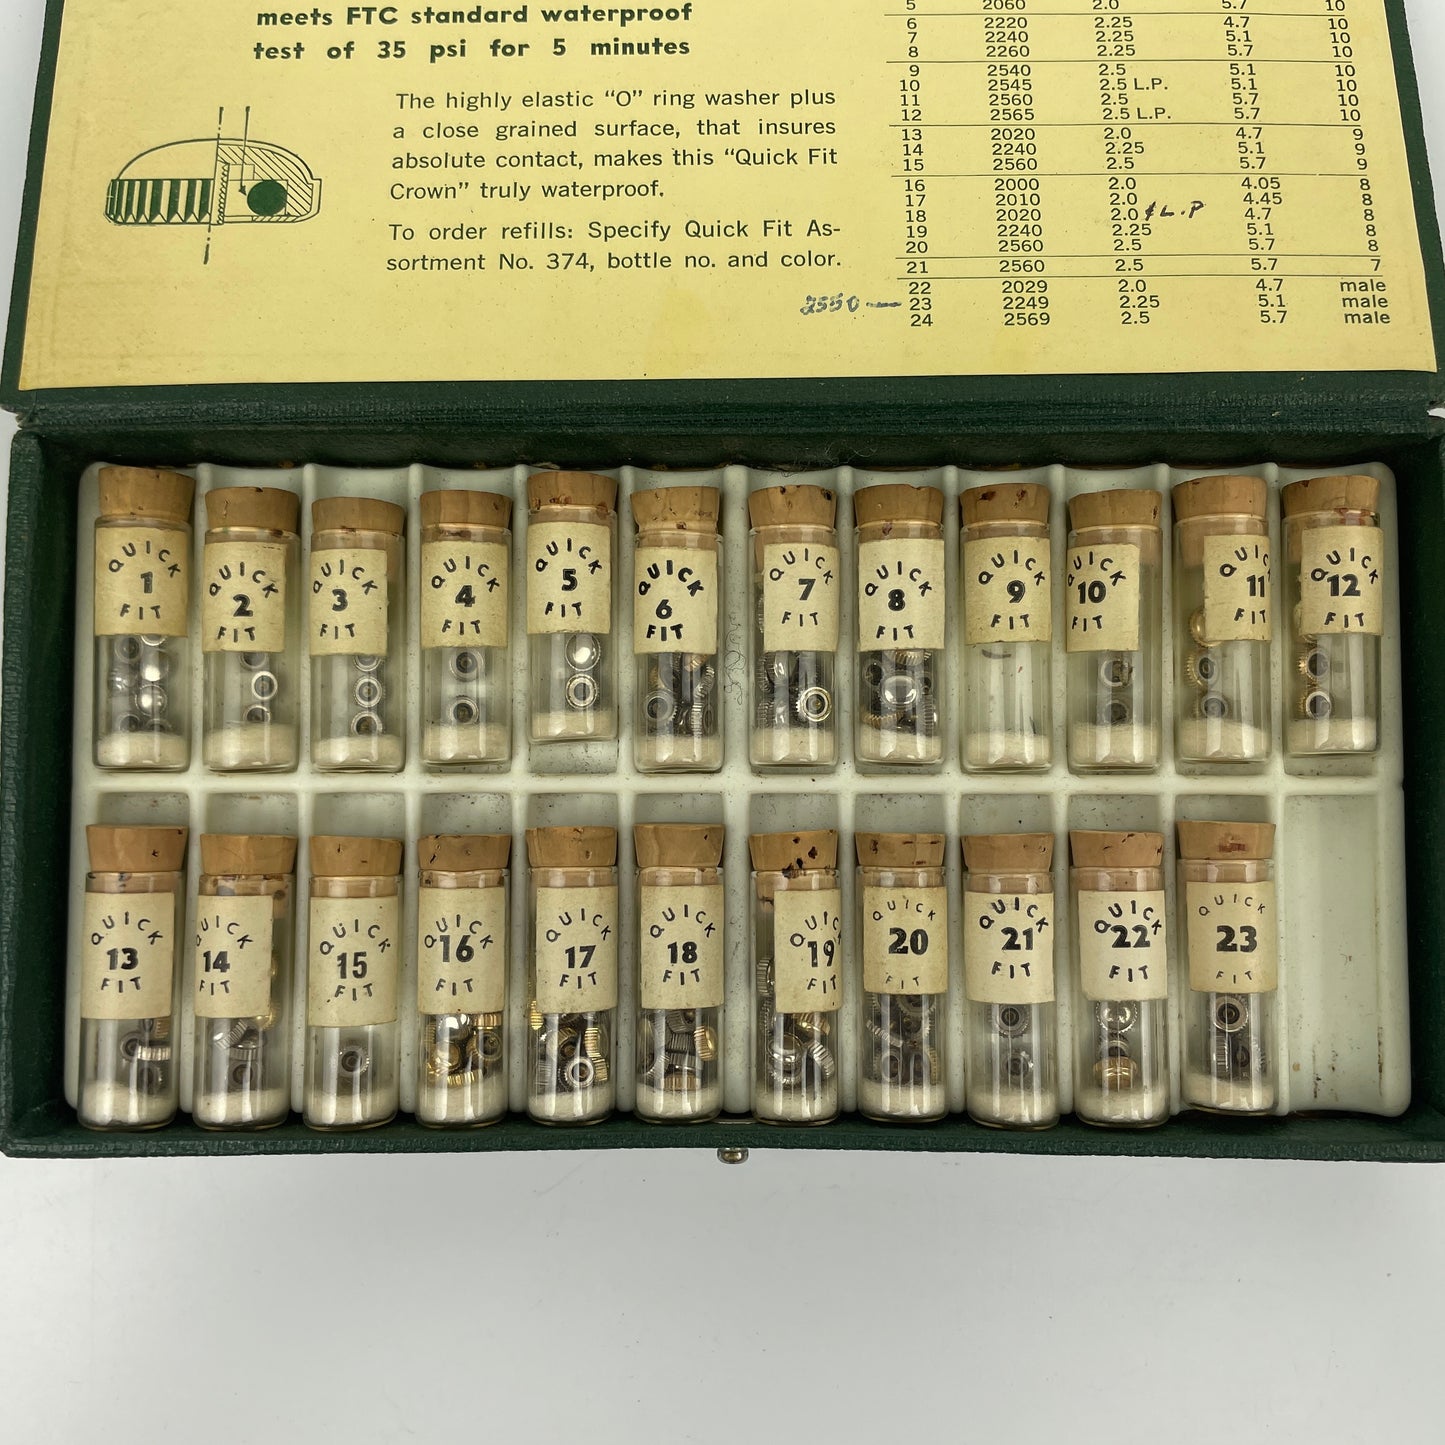 meets FTC standard waterproof
test of 35 psi for 5 minutes
The highly elastic “O” ring washer plus
a close grained surface, that insures
absolute contact, makes this “Quick Fit
Crown” truly waterproof.
To order refills: Specify Quick Fit As-
sortment No. 374, bottle no. and color.
5 2060 2.0 5.7 10
6 2220 2.25 4.7 10
7 2240 2.25 5.1 10
8 2260 2.25 5.7 10
9 2540 2.5 5.1 10
10 2545 2.5 L.P. 5.1 10
11 2560 2.5 5.7 10
12 2565 2.5 L.P. 5.7 10
13 2020 2.0 4.7 9
14 2240 2.25 5.1 9
15 2560 2.5 5.7 9
16 2000 2.0 4.05 8
17 2010 2.0 4.45 8
18 2020 2.0 & L.P 4.7 8
19 2240 2.25 5.1 8
20 2560 2.5 5.7 8
21 2560 2.5 5.7 7
22 2029 2.0 4.7 male
2550 — 23 2249 2.25 5.1 male
24 2569 2.5 5.7 male
QUICK 1 FIT
QUICK 2 FIT
QUICK 3 FIT
QUICK 4 FIT
QUICK 5 FIT
QUICK 6 FIT
QUICK 7 FIT
QUICK 8 FIT
QUICK 9 FIT
QUICK 10 FIT
QUICK 11 FIT
QUICK 12 FIT
QUICK 13 FIT
QUICK 14 FIT
QUICK 15 FIT
QUICK 16 FIT
QUICK 17 FIT
QUICK 18 FIT
QUICK 19 FIT
QUICK 20 FIT
QUICK 21 FIT
QUICK 22 FIT
QUICK 23 FIT